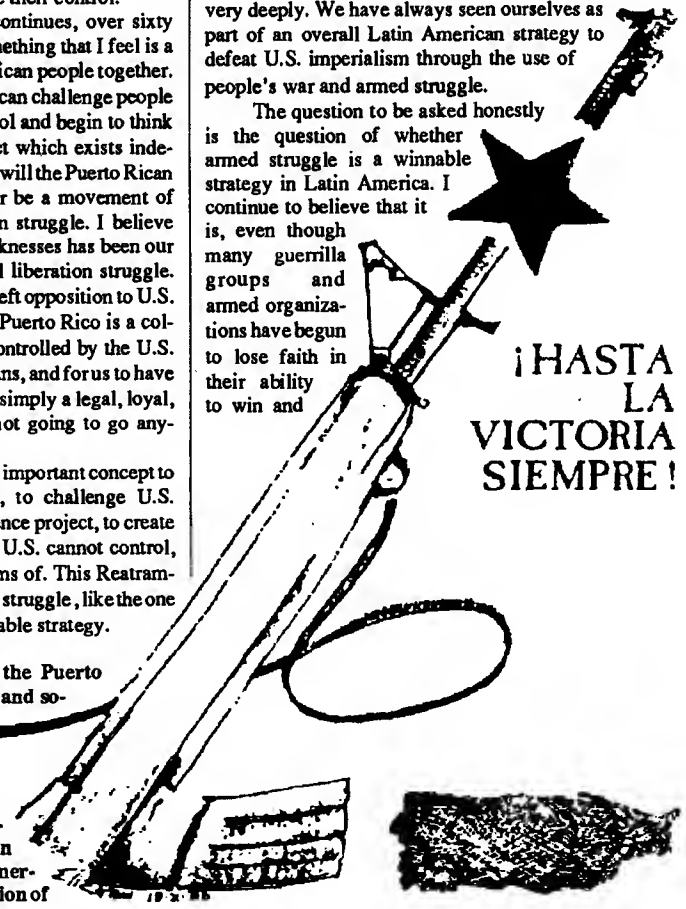 continues, over sixty
mething that I feel is a
ican people together.
can challenge people
ol and begin to think
t which exists inde-
will the Puerto Rican
r be a movement of
n struggle. I believe
knesses has been our
l liberation struggle.
eft opposition to U.S.
Puerto Rico is a col-
ontrolled by the U.S.
ns, and for us to have
simply a legal, loyal,
not going to go any-
important concept to
, to challenge U.S.
nce project, to create
U.S. cannot control,
ms of. This Reatram-
struggle, like the one
able strategy.
the Puerto
and so-
n
ner-
ion of
very deeply. We have always seen ourselves as
part of an overall Latin American strategy to
defeat U.S. imperialism through the use of
people's war and armed struggle.
The question to be asked honestly
is the question of whether
armed struggle is a winnable
strategy in Latin America. I
continue to believe that it
is, even though
many guerrilla
groups and
armed organiza-
tions have begun
to lose faith in
their ability
to win and
¡HASTA
LA
VICTORIA
SIEMPRE!